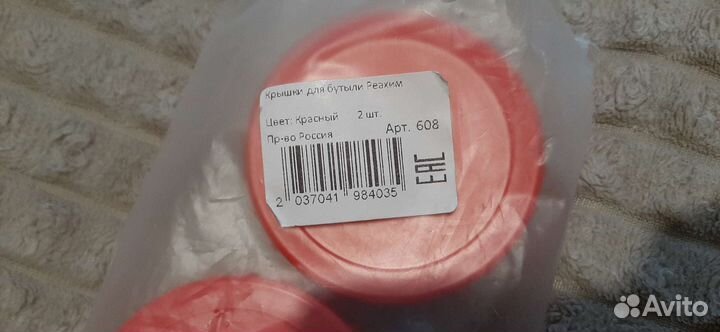 Крышки для бутыли Реахим
Цвет: Красный 2 шт.
Пр-во Россия Арт. 608
2 037041 984035
EAC
Avito